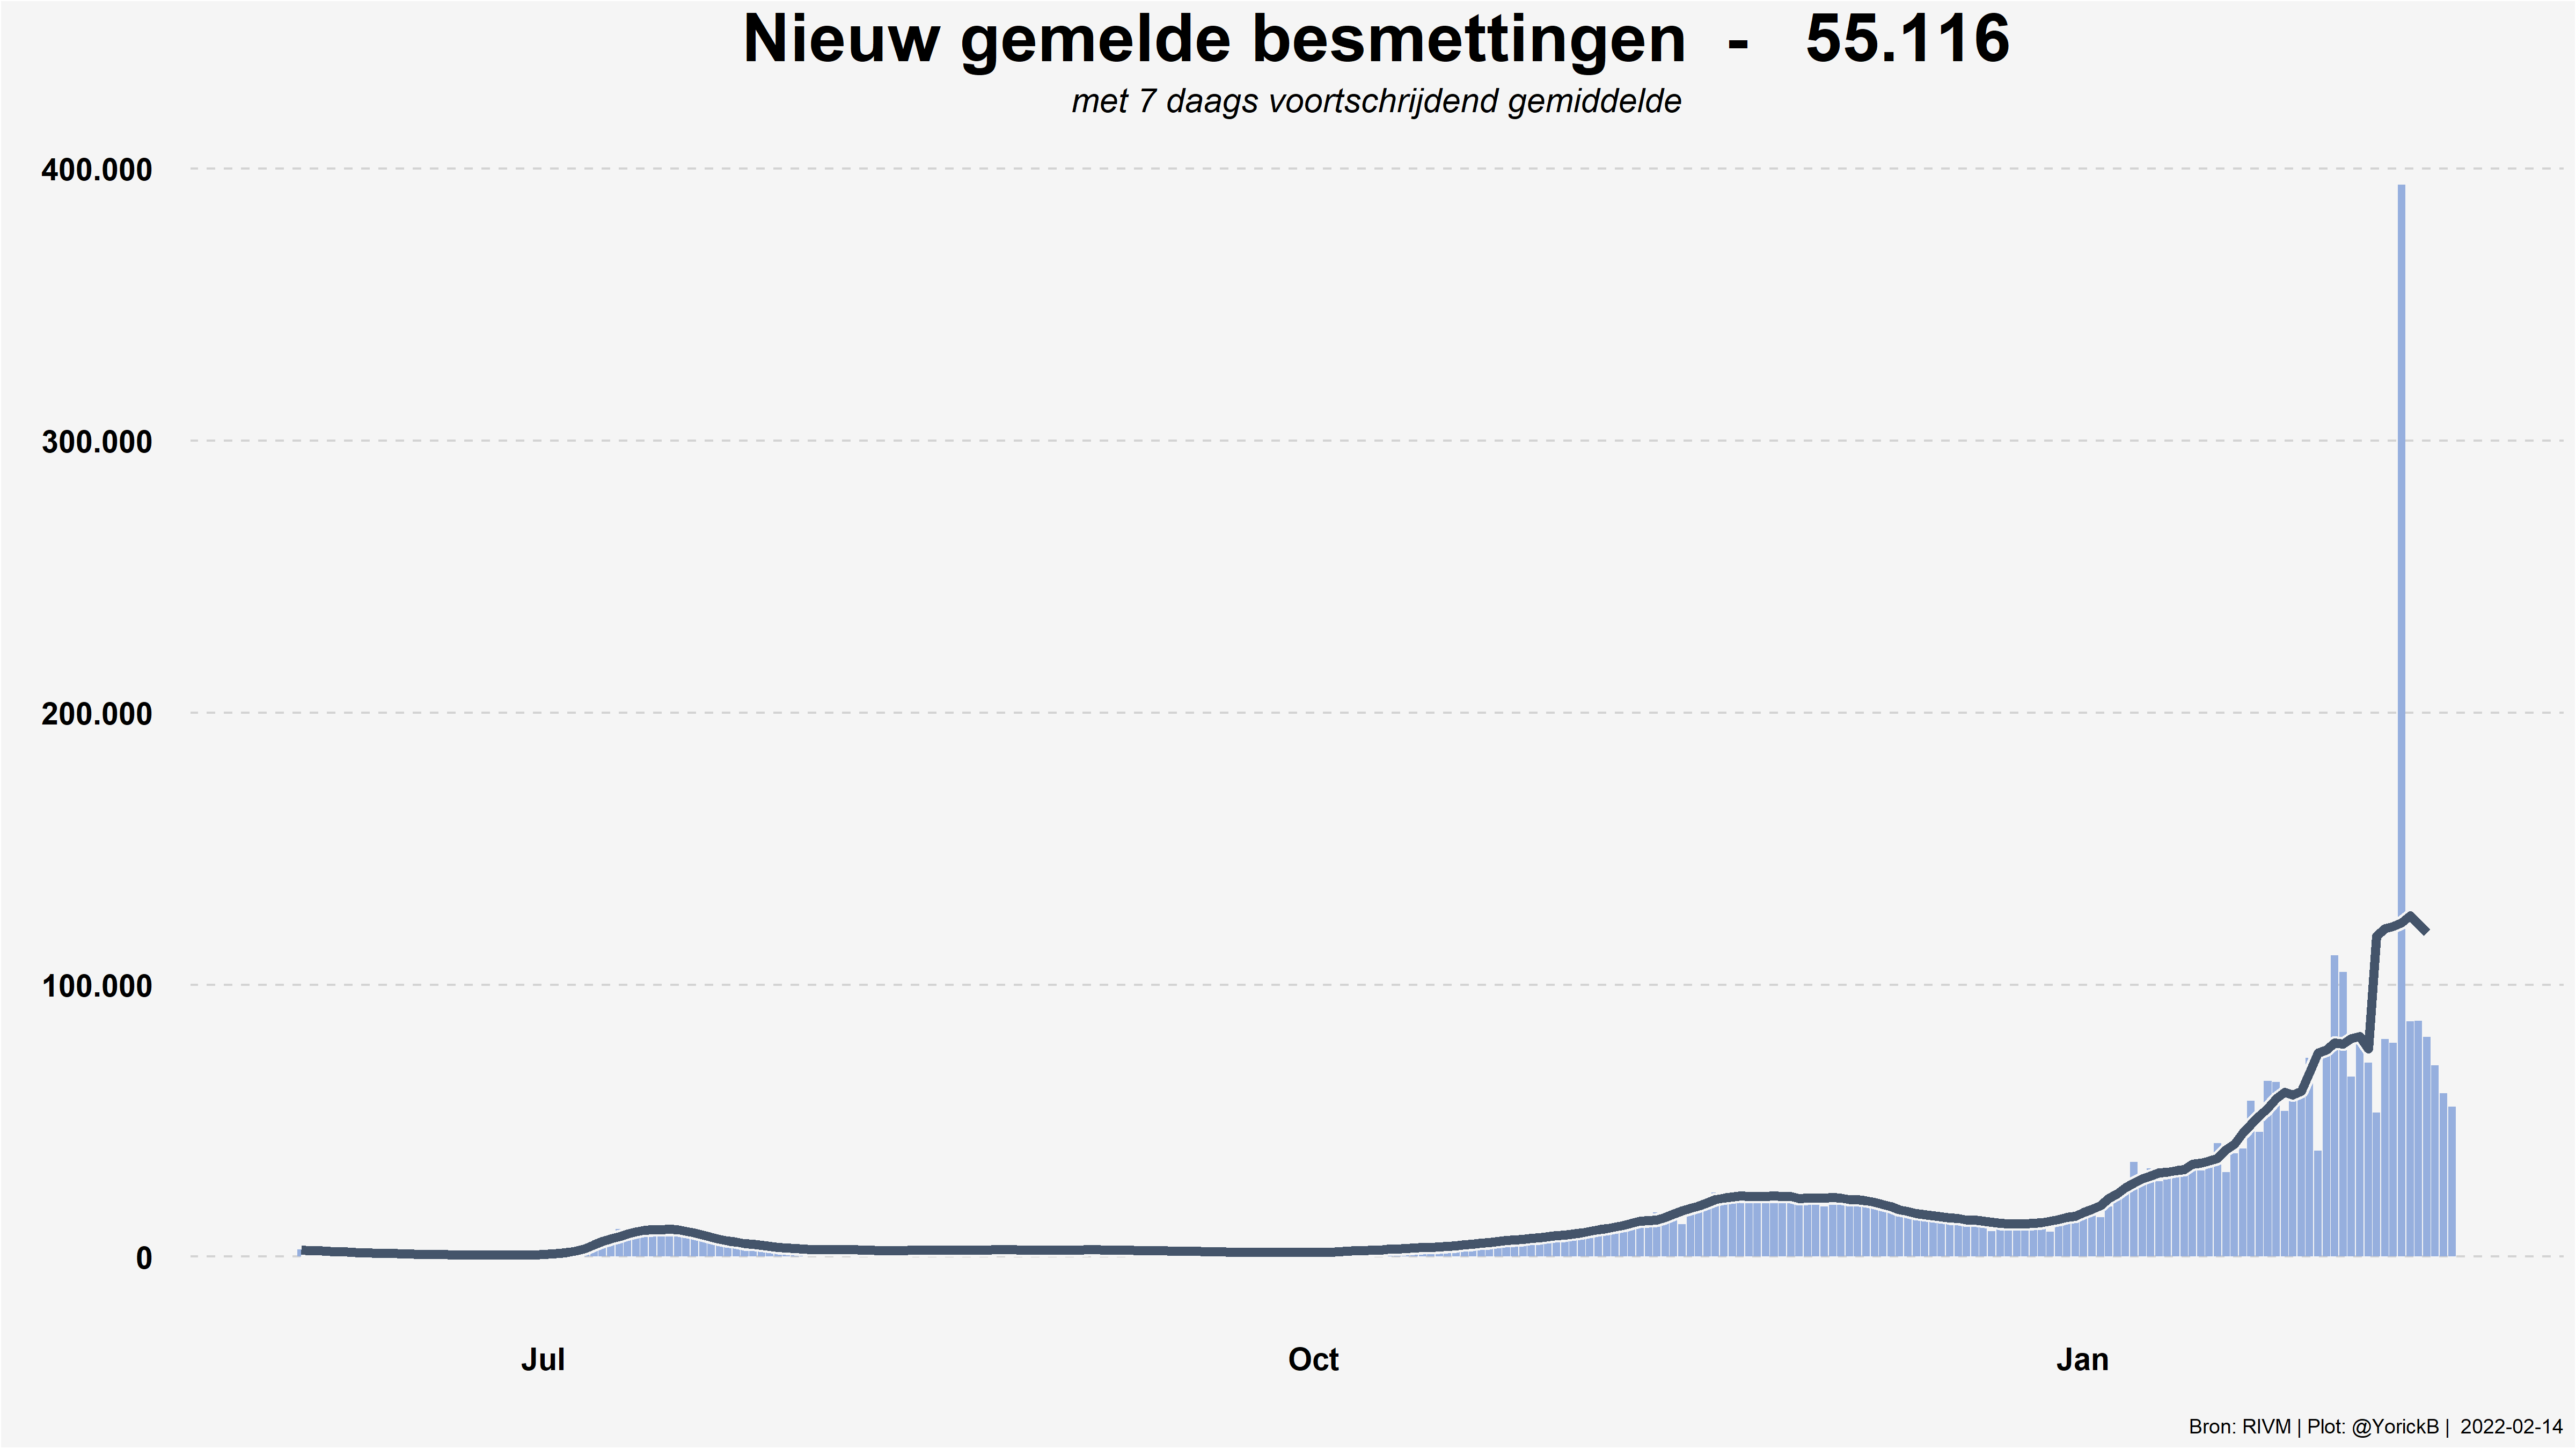 Nieuw gemelde besmettingen - 55.116
met 7 daags voortschrijdend gemiddelde
400.000
300.000
200.000
100.000
0
Jul Oct Jan
Bron: RIVM | Plot: @YorickB | 2022-02-14